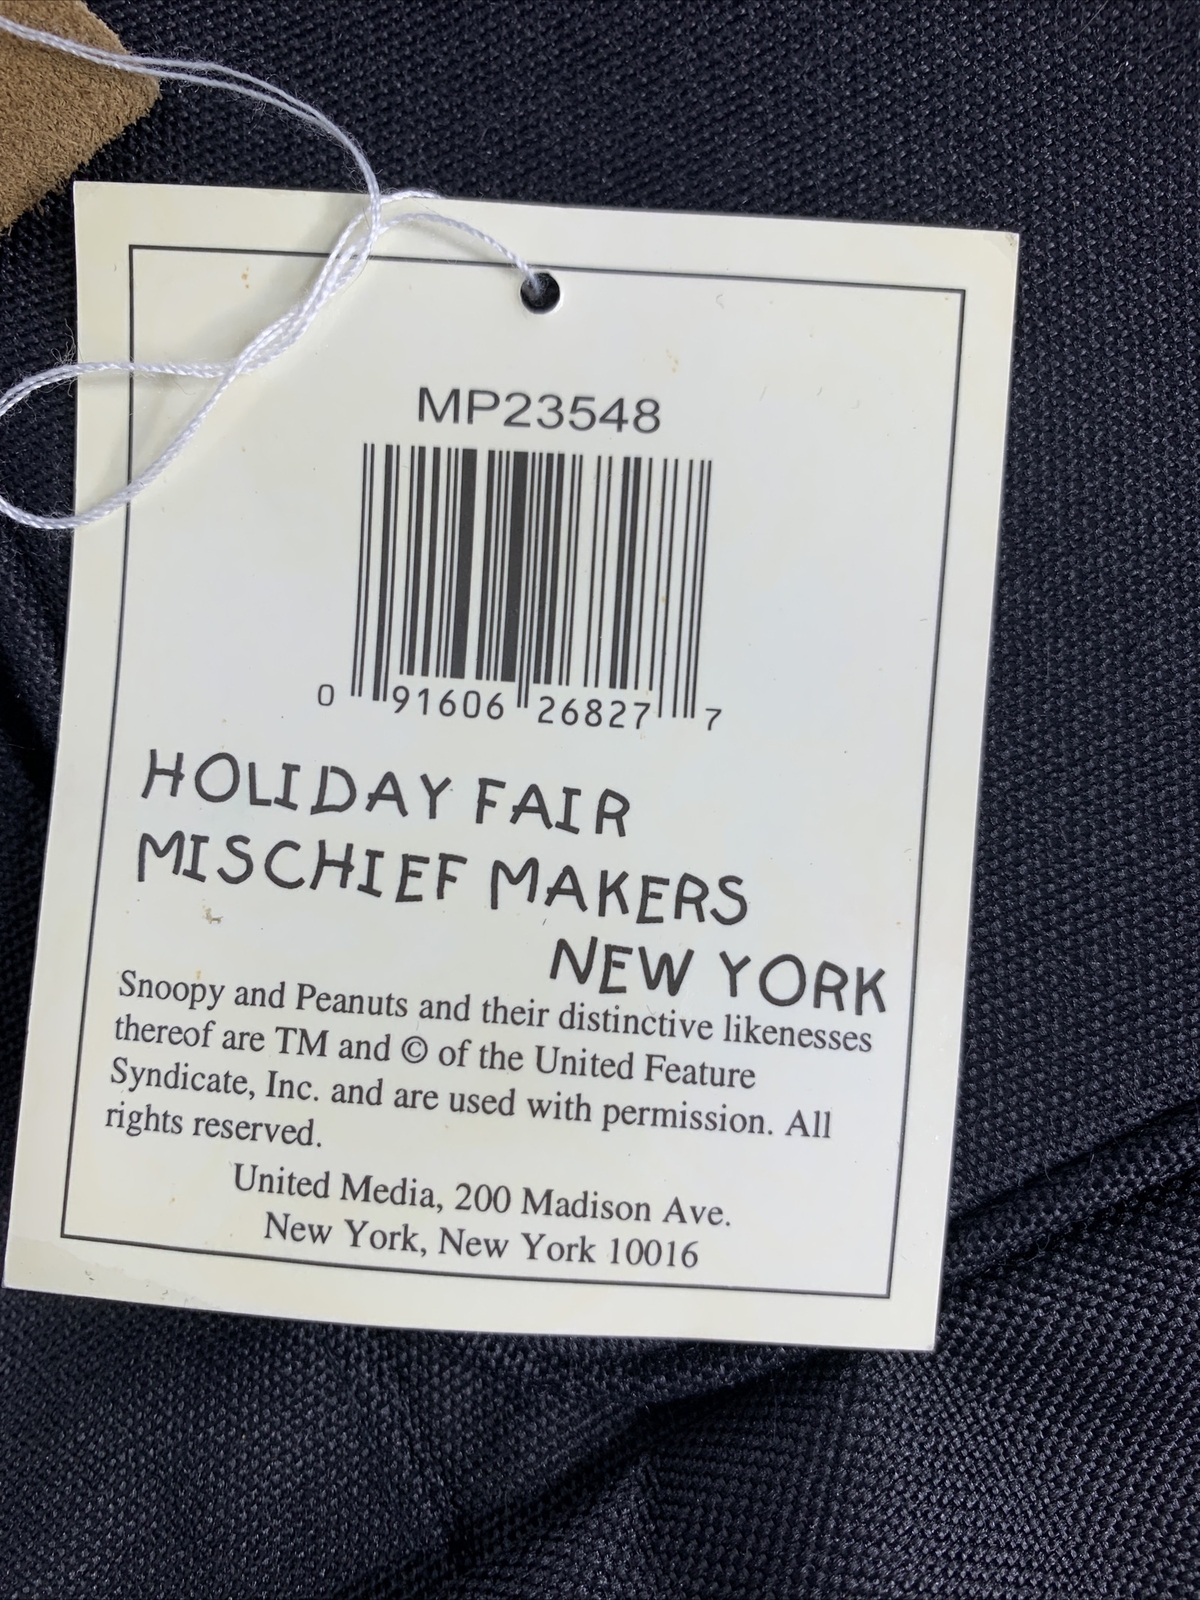 MP23548
0 91606 26827 7
HOLIDAY FAIR
MISCHIEF MAKERS
NEW YORK
Snoopy and Peanuts and their distinctive likenesses
thereof are TM and © of the United Feature
Syndicate, Inc. and are used with permission. All
rights reserved.
United Media, 200 Madison Ave.
New York, New York 10016